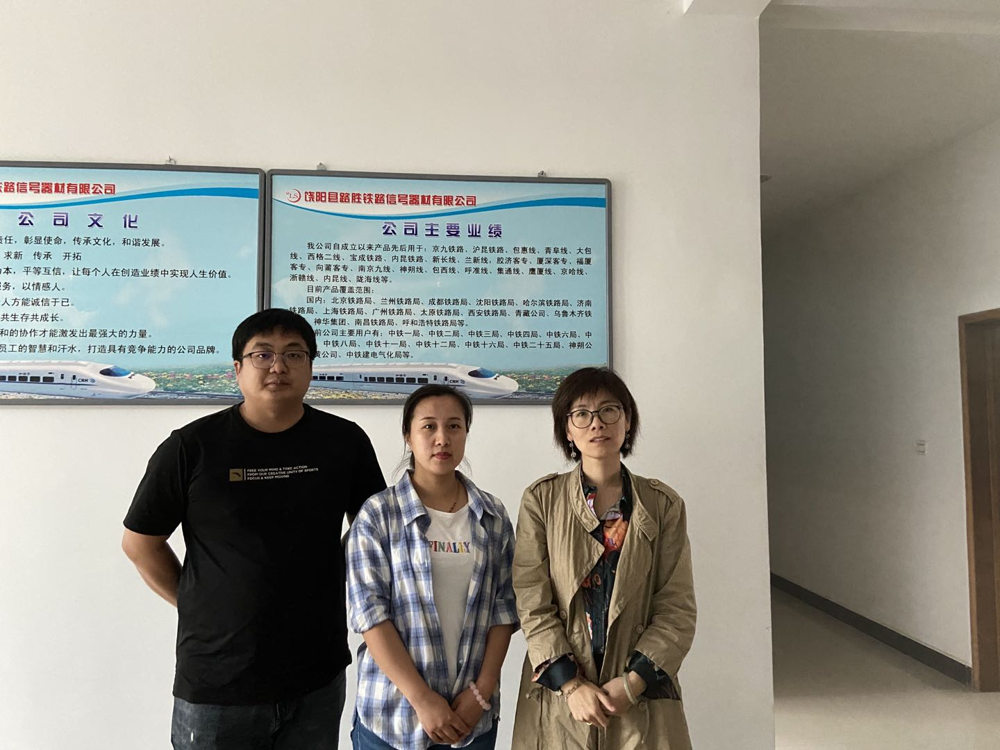 路信号器材有限公司
公司文化
责任，彰显使命，传承文化，和谐发展。
求新 传承 开拓
为本，平等互信，让每个人在创造业绩中实现人生价值。
服务，以情感人。
人方能诚信于己。
共生存共成长。
和的协作才能激发出最强大的力量。
员工的智慧和汗水，打造具有竞争能力的公司品牌。
CRH
LS 饶阳县路胜铁路信号器材有限公司
公司主要业绩
我公司自成立以来产品先后用于：京九铁路、沪昆铁路、包惠线、青阜线、大包
线、西格二线、宝成铁路、内昆铁路、新长线、兰新线，胶济客专、厦深客专、福厦
客专、向莆客专、南京九线、神朔线、包西线、呼准线、集通线、鹰厦线、京哈线、
浙赣线、内昆线、陇海线等。
目前产品覆盖范围：
国内：北京铁路局、兰州铁路局、成都铁路局、沈阳铁路局、哈尔滨铁路局、济南
铁路局、上海铁路局、广州铁路局、太原铁路局、西安铁路局、青藏公司、乌鲁木齐铁
神华集团、南昌铁路局、呼和浩特铁路局等。
前公司主要用户有：中铁一局、中铁二局、中铁三局、中铁四局、中铁六局、中
中铁八局、中铁十一局、中铁十二局、中铁十六局、中铁二十五局、神朔公
黄公司、中铁建电气化局等。
CRH
FREE YOUR MIND & TAKE ACTION
FROM OUR CREATIVE UNITY OF SPORTS
FOCUS & KEEP MOVING
FINALLY